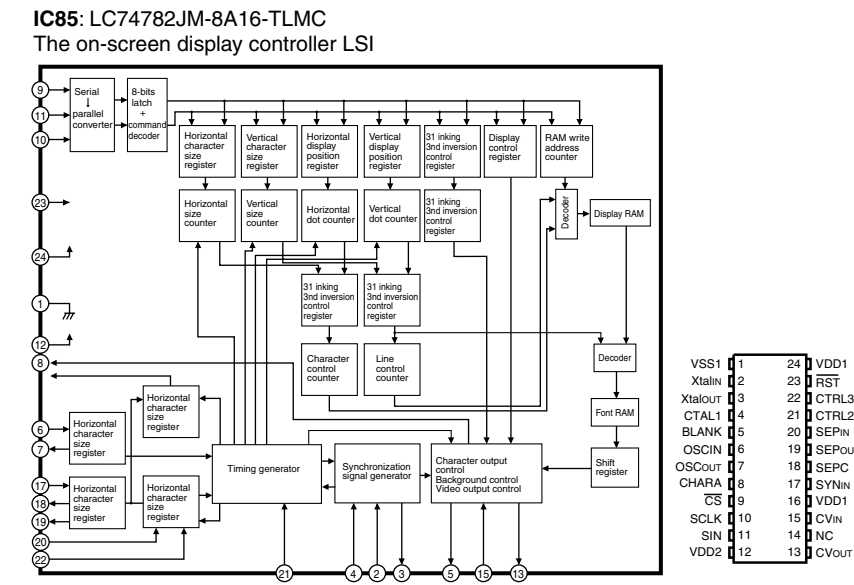 IC85: LC74782JM-8A16-TLMC
The on-screen display controller LSI
9
11
10
Serial
↓
parallel
converter
8-bits
latch
+
command
decoder
Horizontal
character
size
register
Vertical
character
size
register
Horizontal
display
position
register
Vertical
display
position
register
31 inking
3nd inversion
control
register
Display
control
register
RAM write
address
counter
23
Horizontal
size
counter
Vertical
size
counter
Horizontal
dot counter
Vertical
dot counter
31 inking
3nd inversion
control
register
Decoder
Display RAM
24
1
12
8
31 inking
3nd inversion
control
register
31 inking
3nd inversion
control
register
Character
control
counter
Line
control
counter
Decoder
Font RAM
Shift
register
6
7
Horizontal
character
size
register
Horizontal
character
size
register
17
18
19
20
22
Horizontal
character
size
register
Horizontal
character
size
register
Timing generator
Synchronization
signal generator
Character output
control
Background control
Video output control
21
4
2
3
5
15
13
VSS1 1 24 VDD1
XtalIN 2 23 RST
XtalOUT 3 22 CTRL3
CTAL1 4 21 CTRL2
BLANK 5 20 SEPIN
OSCIN 6 19 SEPOU
OSCOUT 7 18 SEPC
CHARA 8 17 SYNIN
CS 9 16 VDD1
SCLK 10 15 CVIN
SIN 11 14 NC
VDD2 12 13 CVOUT